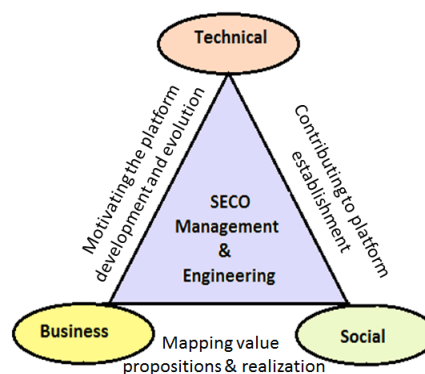 Technical
Motivating the platform
development and evolution
Contributing to platform
establishment
SECO
Management
&
Engineering
Business
Social
Mapping value
propositions & realization